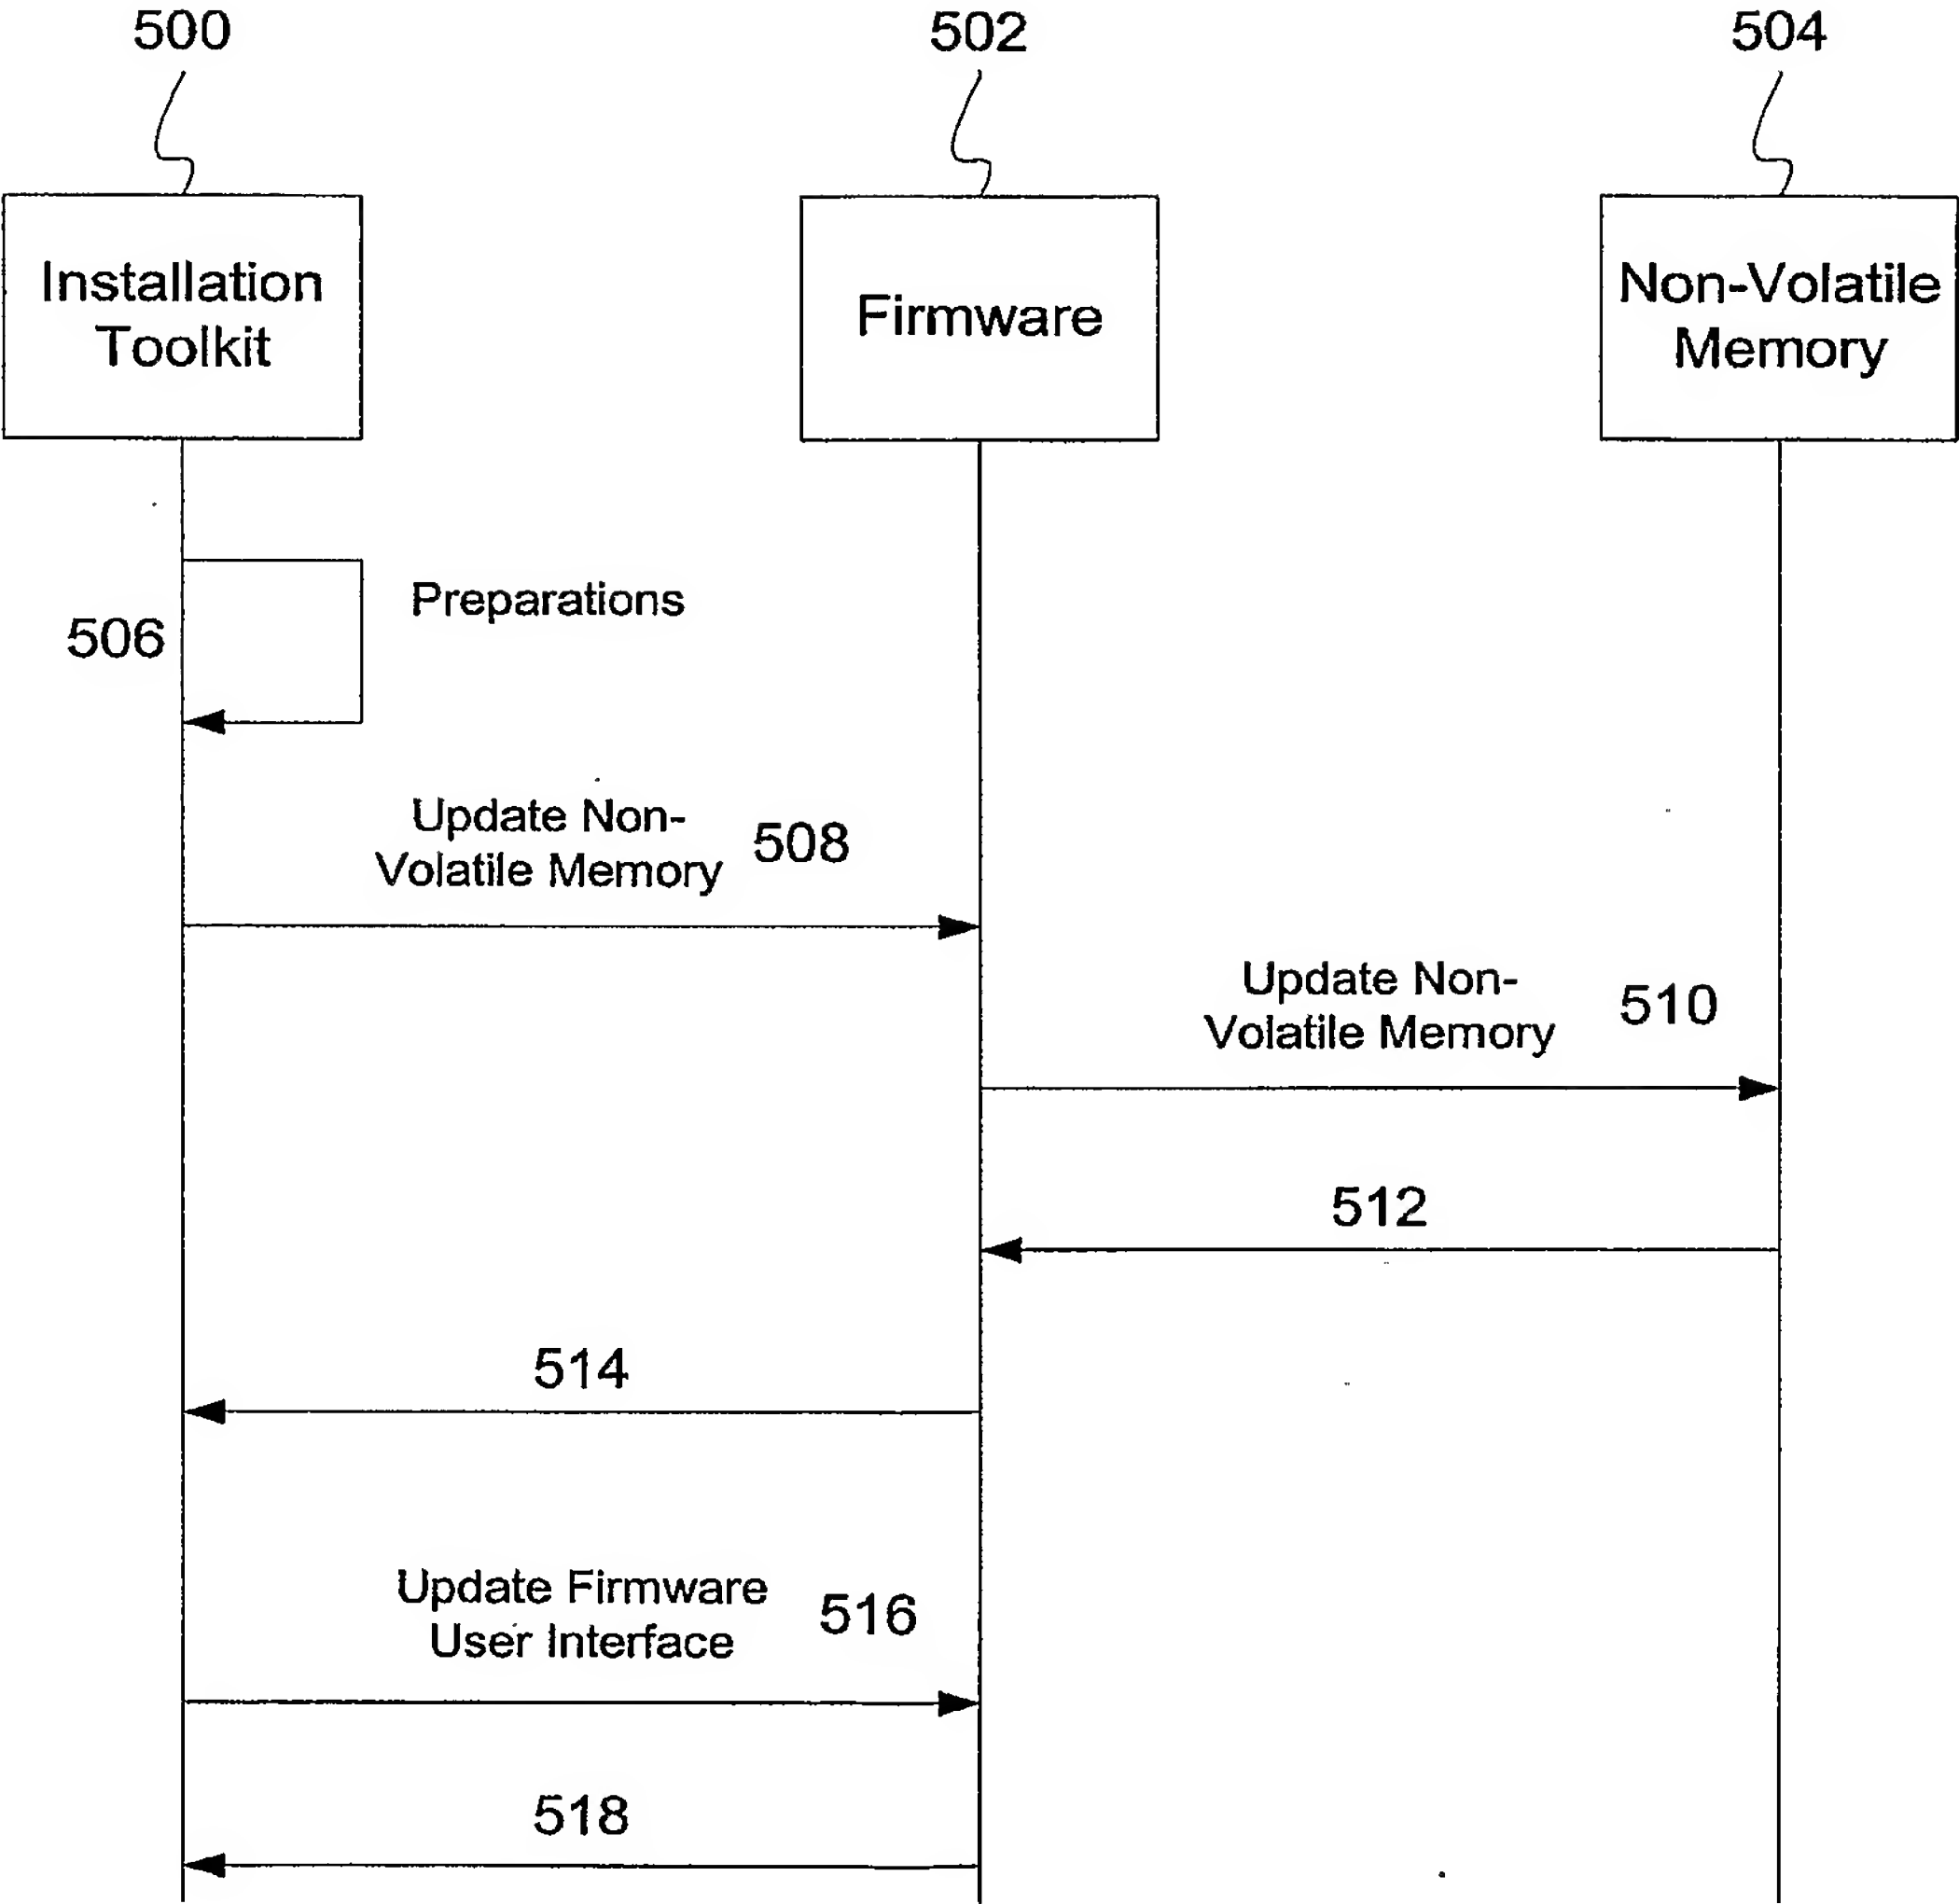 500
502
504
Installation
Toolkit
Firmware
Non-Volatile
Memory
Preparations
506
Update Non-
Volatile Memory
508
Update Non-
Volatile Memory
510
512
514
Update Firmware
User Interface
516
518